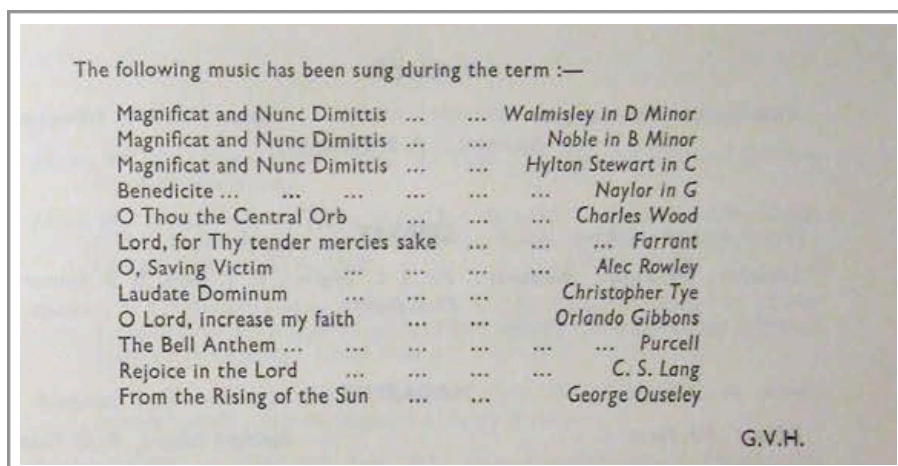 The following music has been sung during the term :—
Magnificat and Nunc Dimittis ... ... Walmisley in D Minor
Magnificat and Nunc Dimittis ... ... Noble in B Minor
Magnificat and Nunc Dimittis ... ... Hylton Stewart in C
Benedicite ... ... ... ... ... ... Naylor in G
O Thou the Central Orb ... ... ... Charles Wood
Lord, for Thy tender mercies sake ... ... ... Farrant
O, Saving Victim ... ... ... ... Alec Rowley
Laudate Dominum ... ... ... Christopher Tye
O Lord, increase my faith ... ... Orlando Gibbons
The Bell Anthem ... ... ... ... ... ... Purcell
Rejoice in the Lord ... ... ... ... C. S. Lang
From the Rising of the Sun ... ... George Ouseley
G.V.H.